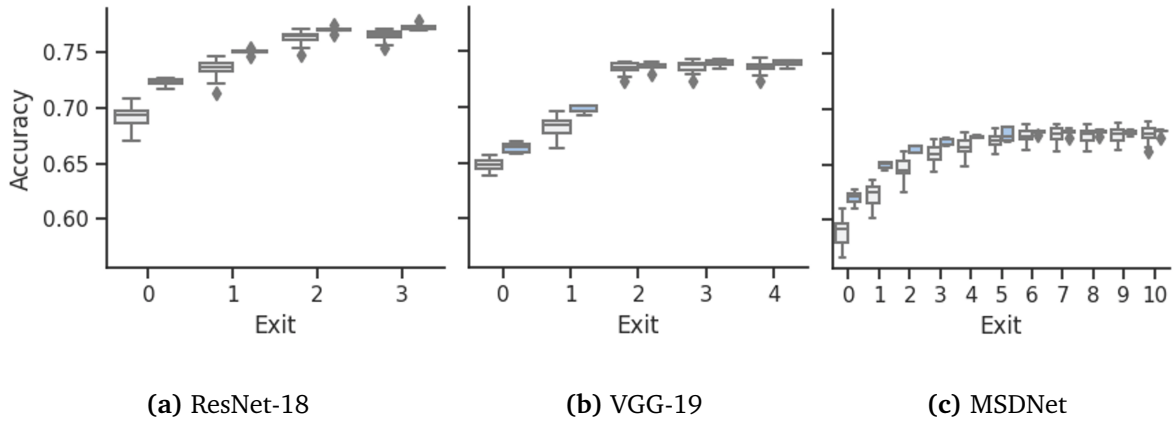 Accuracy
0.75
0.70
0.65
0.60
0 1 2 3
Exit
0 1 2 3 4
Exit
0 1 2 3 4 5 6 7 8 9 10
Exit
(a) ResNet-18
(b) VGG-19
(c) MSDNet